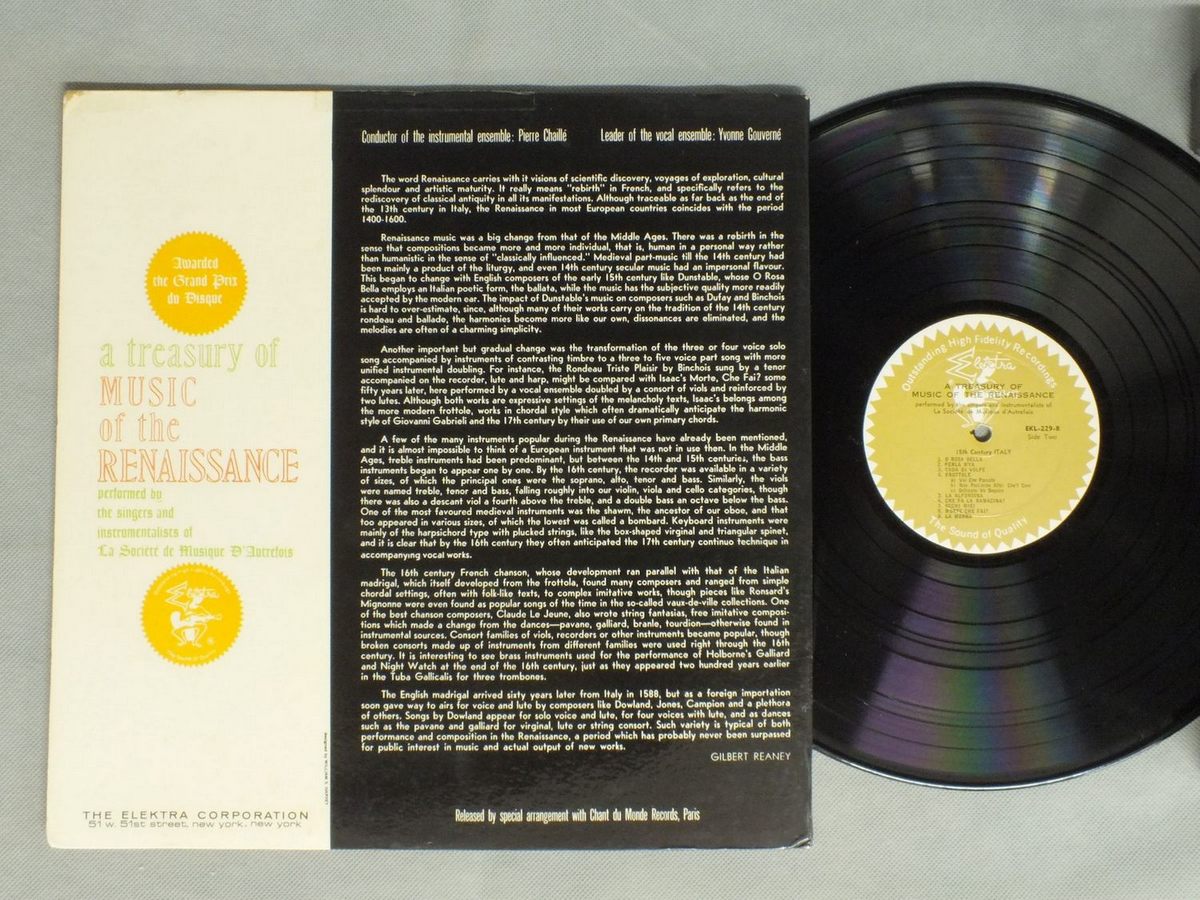 Awarded
the Grand Prix
du Disque
a treasury of
MUSIC
of the
RENAISSANCE
performed by
the singers and
instrumentalists of
La Societé de Musique D'Autrefois
Elektra
The Sound of Quality
THE ELEKTRA CORPORATION
51 w. 51st street, new york, new york
Conductor of the instrumental ensemble: Pierre Chaillé Leader of the vocal ensemble: Yvonne Gouverné
The word Renaissance carries with it visions of scientific discovery, voyages of exploration, cultural
splendour and artistic maturity. It really means "rebirth" in French, and specifically refers to the
rediscovery of classical antiquity in all its manifestations. Although traceable as far back as the end of
the 13th century in Italy, the Renaissance in most European countries coincides with the period
1400-1600.
Renaissance music was a big change from that of the Middle Ages. There was a rebirth in the
sense that compositions became more and more individual, that is, human in a personal way rather
than humanistic in the sense of "classically influenced." Medieval part-music till the 14th century had
been mainly a product of the liturgy, and even 14th century secular music had an impersonal flavour.
This began to change with English composers of the early 15th century like Dunstable, whose O Rosa
Bella employs an Italian poetic form, the ballata, while the music has the subjective quality more readily
accepted by the modern ear. The impact of Dunstable's music on composers such as Dufay and Binchois
is hard to over-estimate, since, although many of their works carry on the tradition of the 14th century
rondeau and ballade, the harmonies become more like our own, dissonances are eliminated, and the
melodies are often of a charming simplicity.
Another important but gradual change was the transformation of the three or four voice solo
song accompanied by instruments of contrasting timbre to a three to five voice part song with more
unified instrumental doubling. For instance, the Rondeau Triste Plaisir by Binchois sung by a tenor
accompanied on the recorder, lute and harp, might be compared with Isaac's Morte, Che Fai? some
fifty years later, here performed by a vocal ensemble doubled by a consort of viols and reinforced by
two lutes. Although both works are expressive settings of the melancholy texts, Isaac's belongs among
the more modern frottole, works in chordal style which often dramatically anticipate the harmonic
style of Giovanni Gabrieli and the 17th century by their use of our own primary chords.
A few of the many instruments popular during the Renaissance have already been mentioned,
and it is almost impossible to think of a European instrument that was not in use then. In the Middle
Ages, treble instruments had been predominant, but between the 14th and 15th centuries, the bass
instruments began to appear one by one. By the 16th century, the recorder was available in a variety
of sizes, of which the principal ones were the soprano, alto, tenor and bass. Similarly, the viols
were named treble, tenor and bass, falling roughly into our violin, viola and cello categories, though
there was also a descant viol a fourth above the treble, and a double bass an octave below the bass.
One of the most favoured medieval instruments was the shawm, the ancestor of our oboe, and that
too appeared in various sizes, of which the lowest was called a bombard. Keyboard instruments were
mainly of the harpsichord type with plucked strings, like the box-shaped virginal and triangular spinet,
and it is clear that by the 16th century they often anticipated the 17th century continuo technique in
accompanying vocal works.
The 16th century French chanson, whose development ran parallel with that of the Italian
madrigal, which itself developed from the frottola, found many composers and ranged from simple
chordal settings, often with folk-like texts, to complex imitative works, though pieces like Ronsard's
Mignonne were even found as popular songs of the time in the so-called vaux-de-ville collections. One
of the best chanson composers, Claude Le Jeune, also wrote string fantasias, free imitative composi-
tions which made a change from the dances—pavane, galliard, branle, tourdion—otherwise found in
instrumental sources. Consort families of viols, recorders or other instruments became popular, though
broken consorts made up of instruments from different families were used right through the 16th
century. It is interesting to see brass instruments used for the performance of Holborne's Galliard
and Night Watch at the end of the 16th century, just as they appeared two hundred years earlier
in the Tuba Gallicalis for three trombones.
The English madrigal arrived sixty years later from Italy in 1588, but as a foreign importation
soon gave way to airs for voice and lute by composers like Dowland, Jones, Campion and a plethora
of others. Songs by Dowland appear for solo voice and lute, for four voices with lute, and as dances
such as the pavane and galliard for virginal, lute or string consort. Such variety is typical of both
performance and composition in the Renaissance, a period which has probably never been surpassed
for public interest in music and actual output of new works.
GILBERT REANEY
Released by special arrangement with Chant du Monde Records, Paris
Outstanding High Fidelity Recordings
Elektra
A TREASURY OF
MUSIC OF THE RENAISSANCE
performed by the singers and instrumentalists of
La Societe de Musique d'Autrefois
EKL-229-B
Side Two
15th Century ITALY
1. O ROSA BELLA
2. PERLA MYA
4. FROTTOLE
5. LA ALFONSINA
8. MORTE CHE FAI?
The Sound of Quality